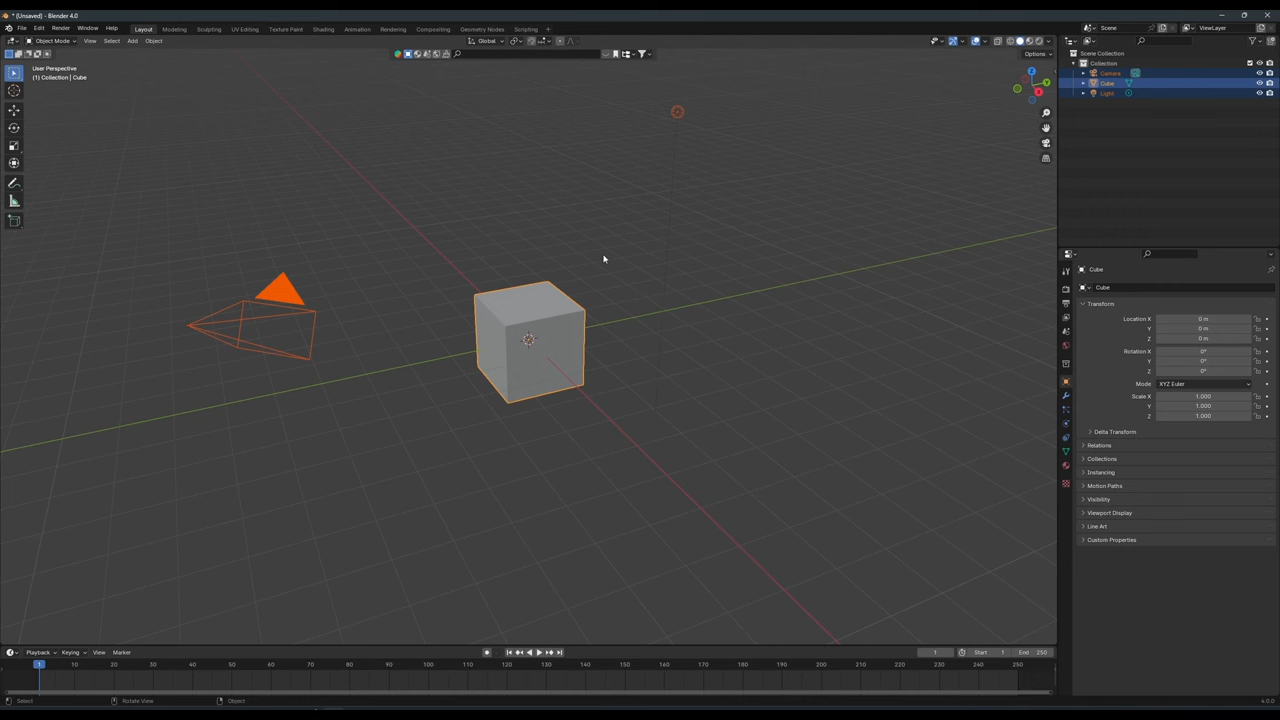 * [Unsaved] - Blender 4.0
File Edit Render Window Help Layout Modeling Sculpting UV Editing Texture Paint Shading Animation Rendering Compositing Geometry Nodes Scripting
Scene ViewLayer
Object Mode View Select Add Object Global
Options
User Perspective
(1) Collection | Cube
Z
Y
X
Scene Collection
Collection
Camera
Cube
Light
Cube
Cube
Transform
Location X 0 m
Y 0 m
Z 0 m
Rotation X 0°
Y 0°
Z 0°
Mode XYZ Euler
Scale X 1.000
Y 1.000
Z 1.000
Delta Transform
Relations
Collections
Instancing
Motion Paths
Visibility
Viewport Display
Line Art
Custom Properties
Playback Keying View Marker 1 Start 1 End 250
1 10 20 30 40 50 60 70 80 90 100 110 120 130 140 150 160 170 180 190 200 210 220 230 240 250
Select Rotate View Object 4.0.0